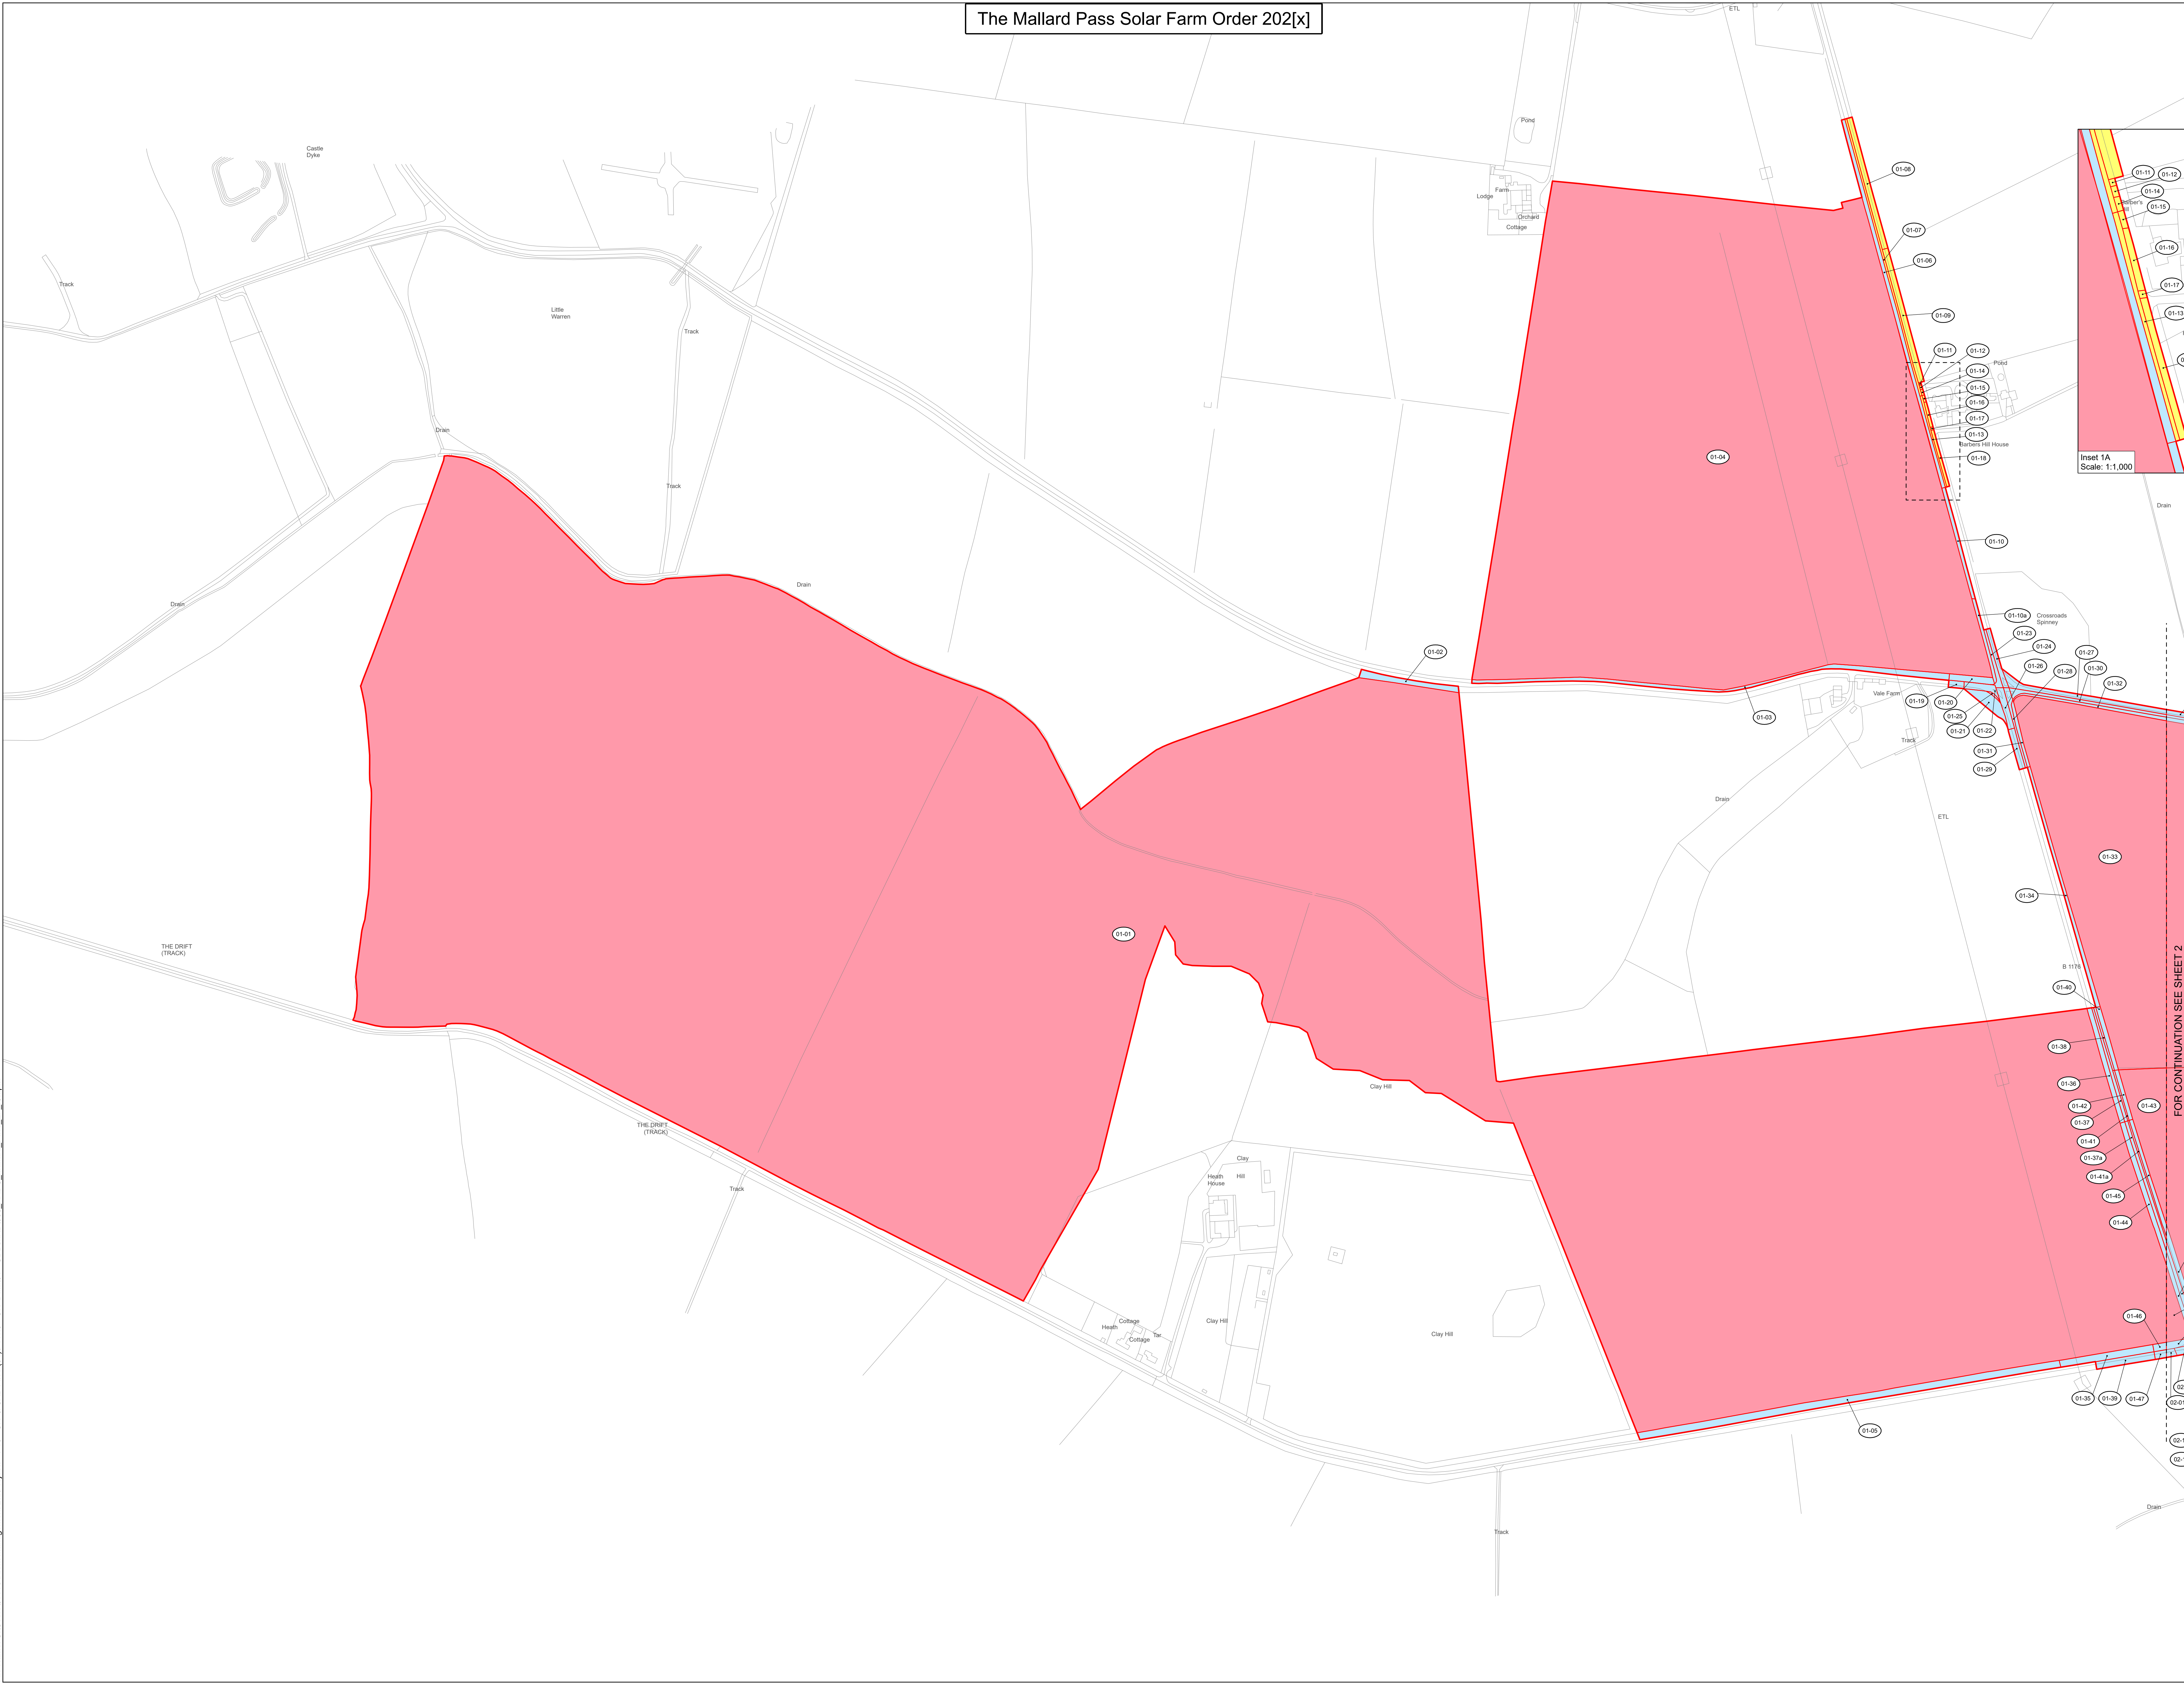 The Mallard Pass Solar Farm Order 202[x]
ETL
Castle
Dyke
Pond
Farm
Lodge
Orchard
Cottage
Track
Little
Warren
Track
Drain
Track
Drain
Drain
01-08
01-07
01-06
01-09
01-11
01-12
Pond
01-14
01-15
01-16
01-17
01-13
Barbers Hill House
01-18
01-04
01-10
01-10a
Crossroads
Spinney
01-23
01-24
01-26
01-28
01-27
01-30
01-32
01-02
01-03
Vale Farm
01-19
01-20
01-25
01-21
01-22
01-31
01-29
Track
Drain
ETL
01-11
01-12
01-14
01-15
01-16
01-17
01-13
Inset 1A
Scale: 1:1,000
Drain
01-33
01-34
THE DRIFT
(TRACK)
01-01
B 1176
FOR CONTINUATION SEE SHEET 2
01-40
01-38
01-36
01-42
01-43
01-37
01-41
01-37a
01-41a
01-45
01-44
Clay Hill
THE DRIFT
(TRACK)
Track
Clay
Hill
Heath
House
Heath
Cottage
Cottage
Tar
Clay Hill
Clay Hill
01-46
01-35
01-39
01-47
01-05
Track
Drain